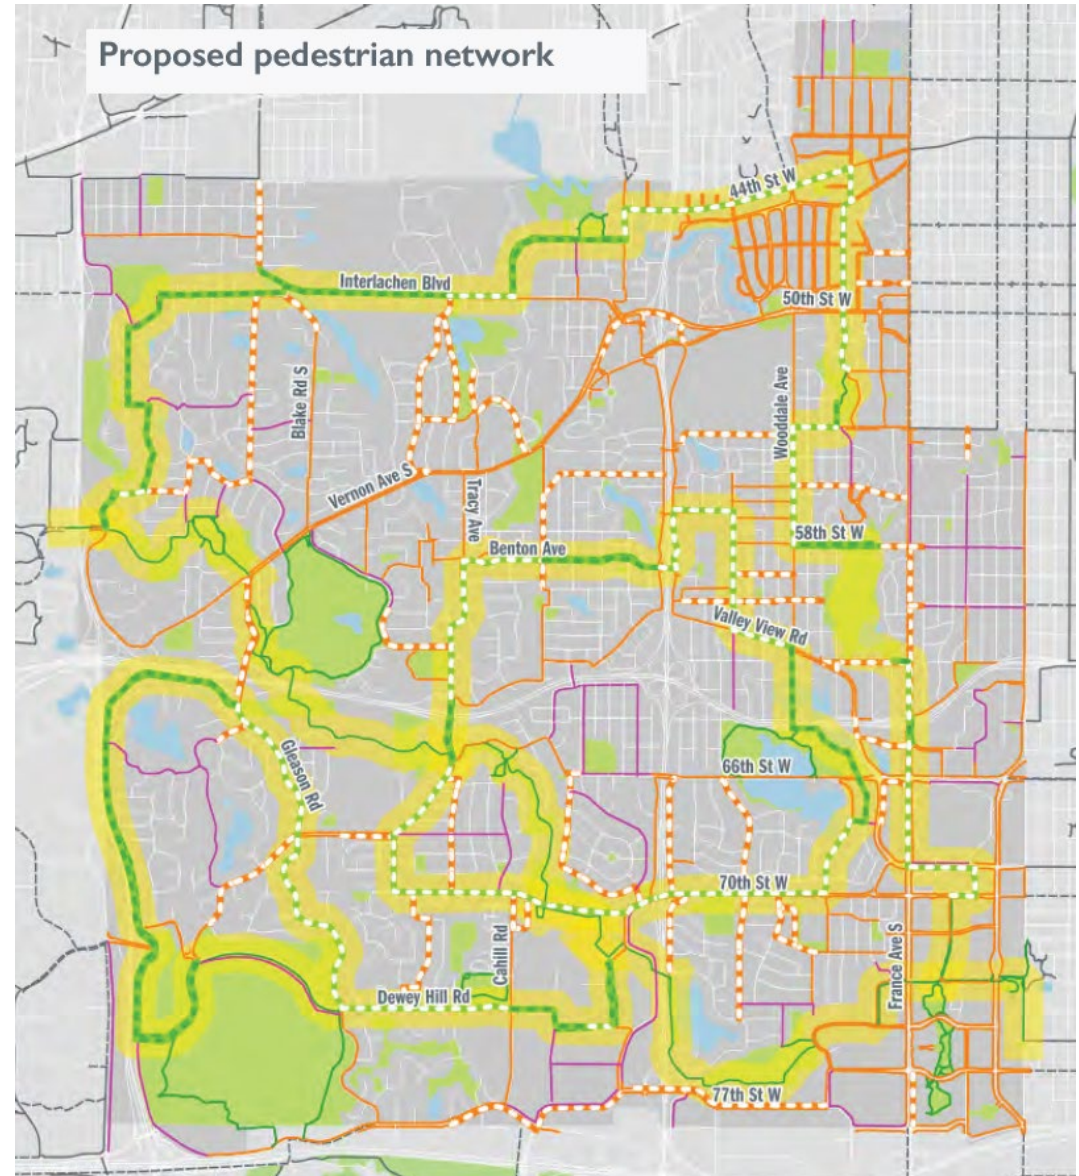 Proposed pedestrian network
44th St W
Interlachen Blvd
50th St W
Blake Rd S
Wooddale Ave
Vernon Ave S
Tracy Ave
58th St W
Benton Ave
Valley View Rd
Gleason Rd
66th St W
70th St W
Cahill Rd
France Ave S
Dewey Hill Rd
77th St W